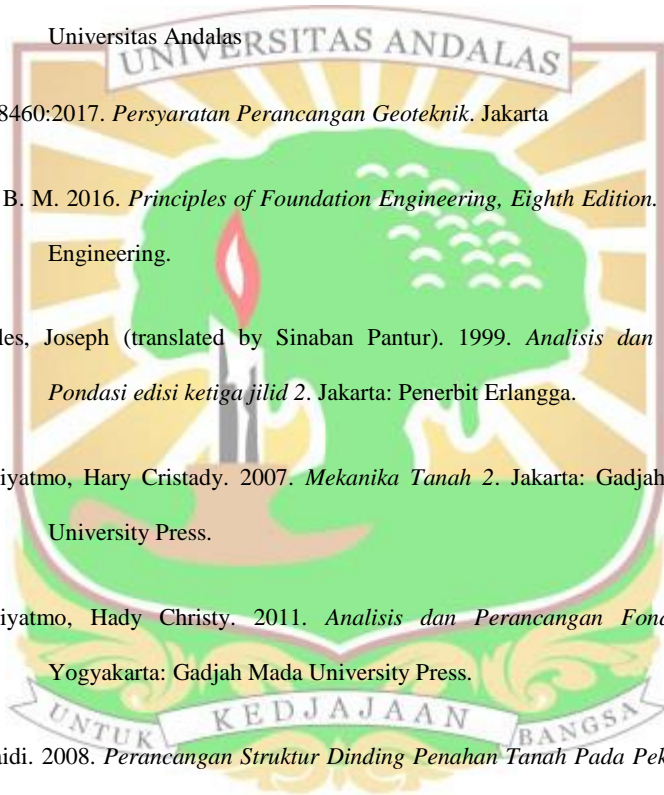 Universitas Andalas
UNIVERSITAS ANDALAS
8460:2017. Persyaratan Perancangan Geoteknik. Jakarta
B. M. 2016. Principles of Foundation Engineering, Eighth Edition.
Engineering.
les, Joseph (translated by Sinaban Pantur). 1999. Analisis dan
Pondasi edisi ketiga jilid 2. Jakarta: Penerbit Erlangga.
iyatmo, Hary Cristady. 2007. Mekanika Tanah 2. Jakarta: Gadjah
University Press.
iyatmo, Hady Christy. 2011. Analisis dan Perancangan Fond
Yogyakarta: Gadjah Mada University Press.
UNTUK KEDJAJAAN BANGSA
idi. 2008. Perancangan Struktur Dinding Penahan Tanah Pada Pek